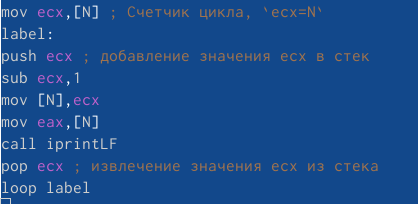 mov ecx,[N] ; Счетчик цикла, `ecx=N`
label:
push ecx ; добавление значения ecx в стек
sub ecx,1
mov [N],ecx
mov eax,[N]
call iprintLF
pop ecx ; извлечение значения ecx из стека
loop label